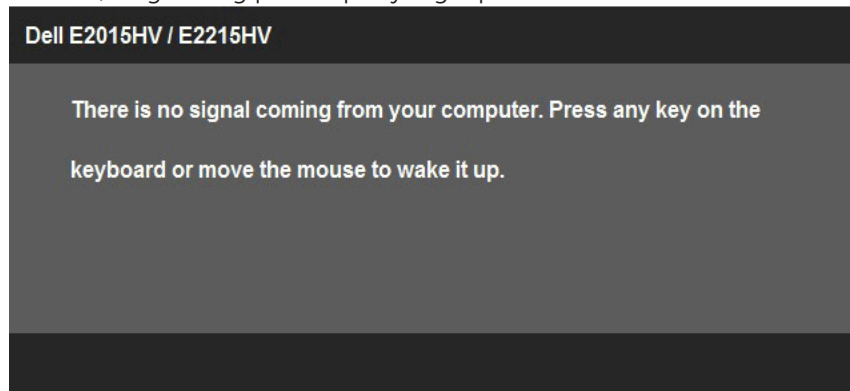 Dell E2015HV / E2215HV
There is no signal coming from your computer. Press any key on the
keyboard or move the mouse to wake it up.